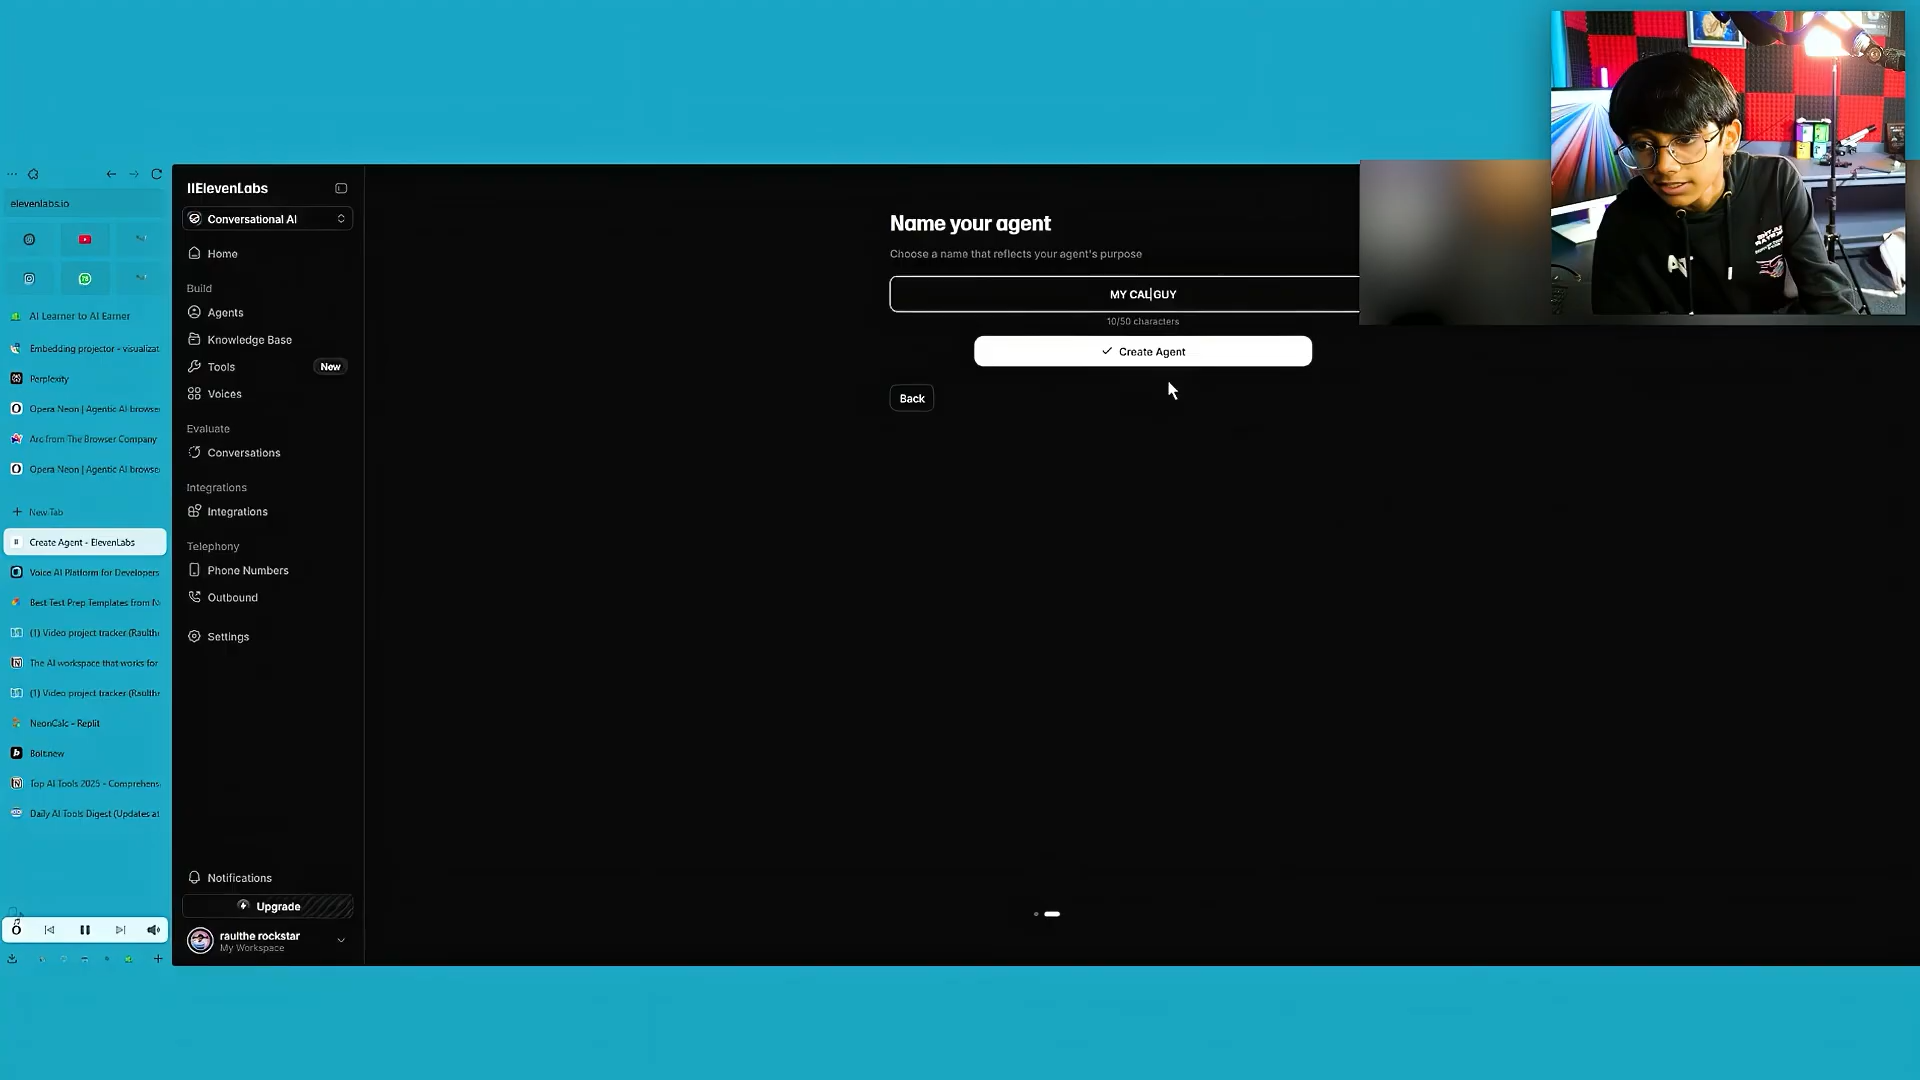 elevenlabs.io
AI Learner to AI Earner
Embedding projector - visualizat
Perplexity
Opera Neon | Agentic AI browse
Arc from The Browser Company
Opera Neon | Agentic AI browse
New Tab
Create Agent - ElevenLabs
Voice AI Platform for Developers
Best Test Prep Templates from
(1) Video project tracker (Raulth
The AI workspace that works for
(1) Video project tracker (Raulth
NeonCalc - Replit
Bolt.new
Top AI Tools 2025 - Comprehens
Daily AI Tools Digest (Updates at
IIElevenLabs
Conversational AI
Home
Build
Agents
Knowledge Base
Tools New
Voices
Evaluate
Conversations
Integrations
Integrations
Telephony
Phone Numbers
Outbound
Settings
Notifications
Upgrade
raulthe rockstar
My Workspace
Name your agent
Choose a name that reflects your agent's purpose
MY CAL GUY
10/50 characters
Create Agent
Back